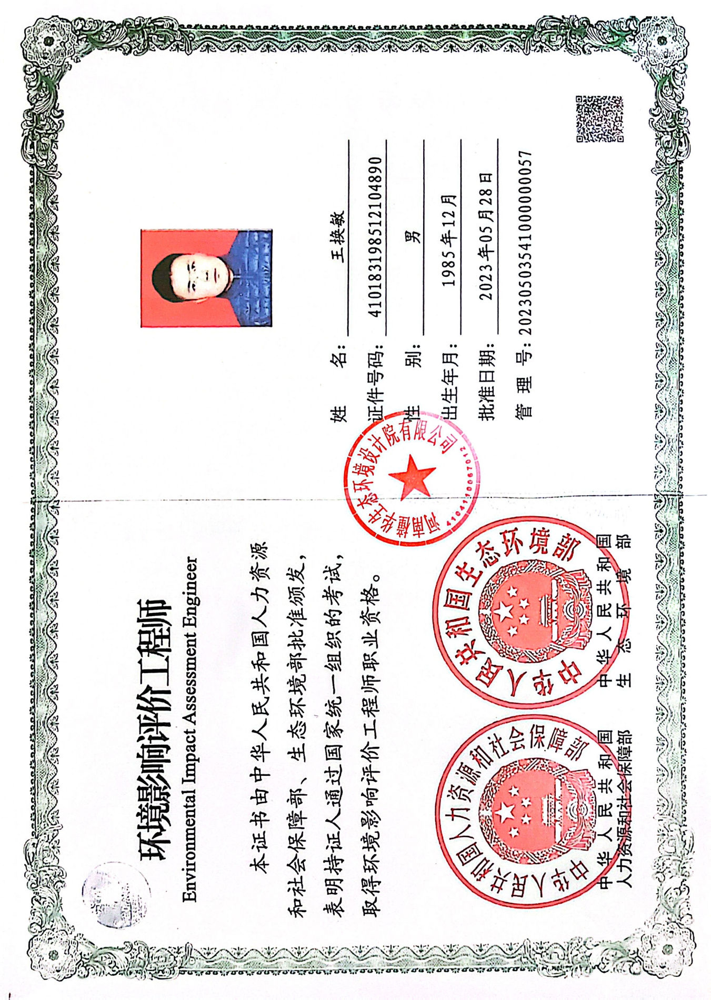 环境影响评价工程师
Environmental Impact Assessment Engineer
本证书由中华人民共和国人力资源
和社会保障部、生态环境部批准颁发，
表明持证人通过国家统一组织的考试，
取得环境影响评价工程师职业资格。
中华人民共和国人力资源和社会保障部
中华人民共和国
人力资源和社会保障部
中华人民共和国生态环境部
中华人民共和国
生态环境部
姓 名： 王换敏
证件号码： 410183198512104890
性 别： 男
出生年月： 1985年12月
批准日期： 2023年05月28日
管 理 号： 20230503541000000057
河南橦华生态环境设计院有限公司
4104110067012